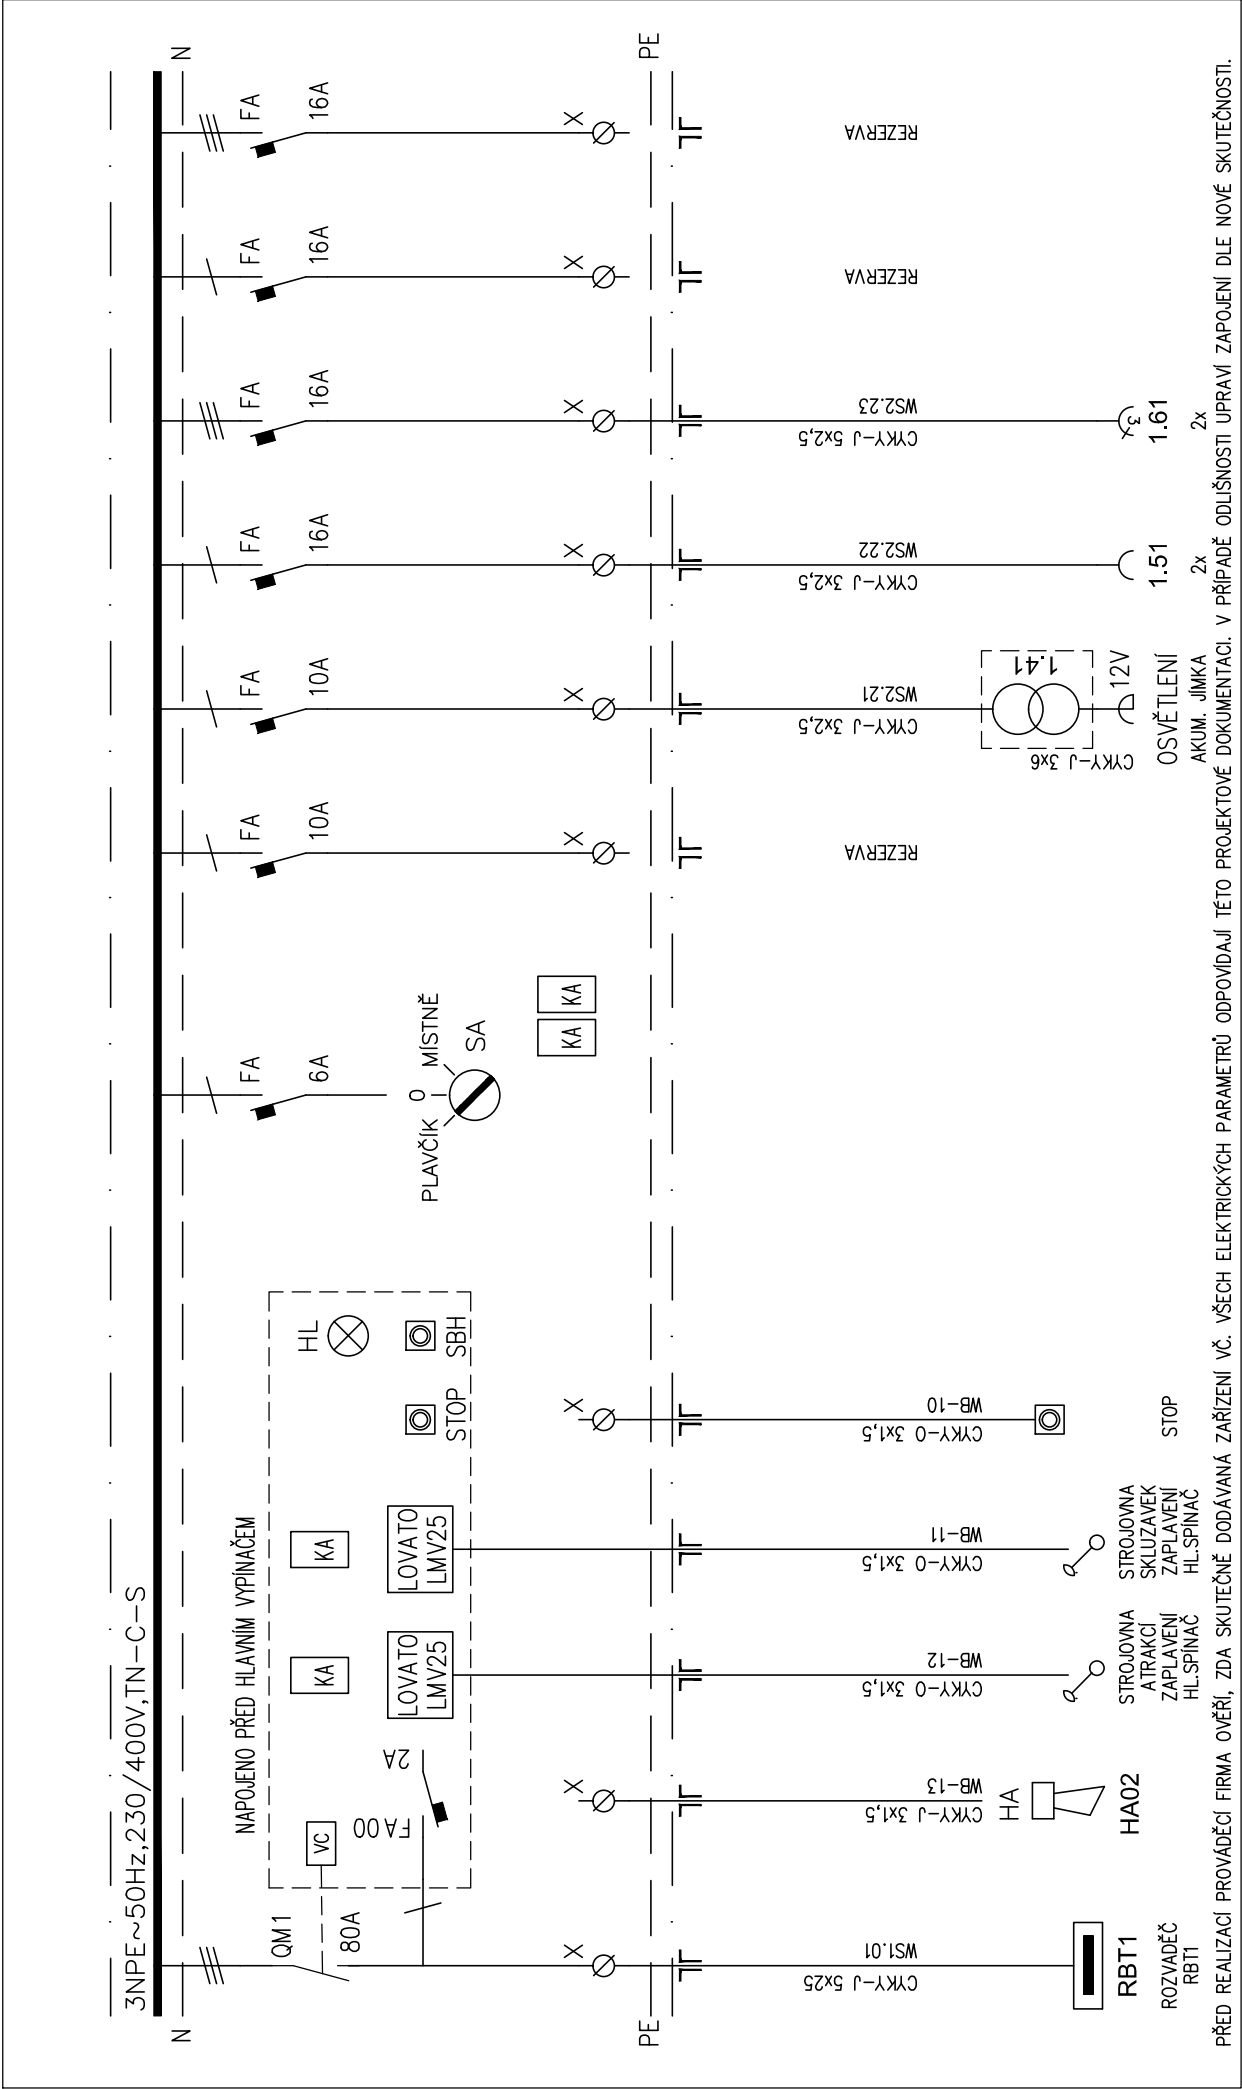 3NPE~50Hz,230/400V,TN-C-S
N
N
PE
PE
NAPOJENO PŘED HLAVNÍM VYPÍNAČEM
QM1
80A
VC
FA00
2A
KA
LOVATO
LMV25
KA
LOVATO
LMV25
STOP
HL
SBH
FA
6A
PLAVČÍK
0
MÍSTNĚ
SA
KA
KA
FA
10A
FA
10A
FA
16A
FA
16A
FA
16A
FA
16A
X
X
X
X
X
X
X
X
X
CYKY-J 5x25
WS1.01
CYKY-J 3x1,5
WB-13
CYKY-O 3x1,5
WB-12
CYKY-O 3x1,5
WB-11
CYKY-O 3x1,5
WB-10
REZERVA
CYKY-J 3x2,5
WS2.21
CYKY-J 3x2,5
WS2.22
CYKY-J 5x2,5
WS2.23
REZERVA
REZERVA
RBT1
ROZVADĚČ
RBT1
HA
HA02
STROJOVNA
ATRAKCÍ
ZAPLAVENÍ
HL.SPÍNAČ
STROJOVNA
SKLUZAVEK
ZAPLAVENÍ
HL.SPÍNAČ
STOP
1.41
CYKY-J 3x6
12V
OSVĚTLENÍ
AKUM. JÍMKA
1.51
2x
3
1.61
2x
PŘED REALIZACÍ PROVÁDĚCÍ FIRMA OVĚŘÍ, ZDA SKUTEČNĚ DODÁVANÁ ZAŘÍZENÍ VČ. VŠECH ELEKTRICKÝCH PARAMETRŮ ODPOVÍDAJÍ TÉTO PROJEKTOVÉ DOKUMENTACI. V PŘÍPADĚ ODLIŠNOSTI UPRAVÍ ZAPOJENÍ DLE NOVÉ SKUTEČNOSTI.